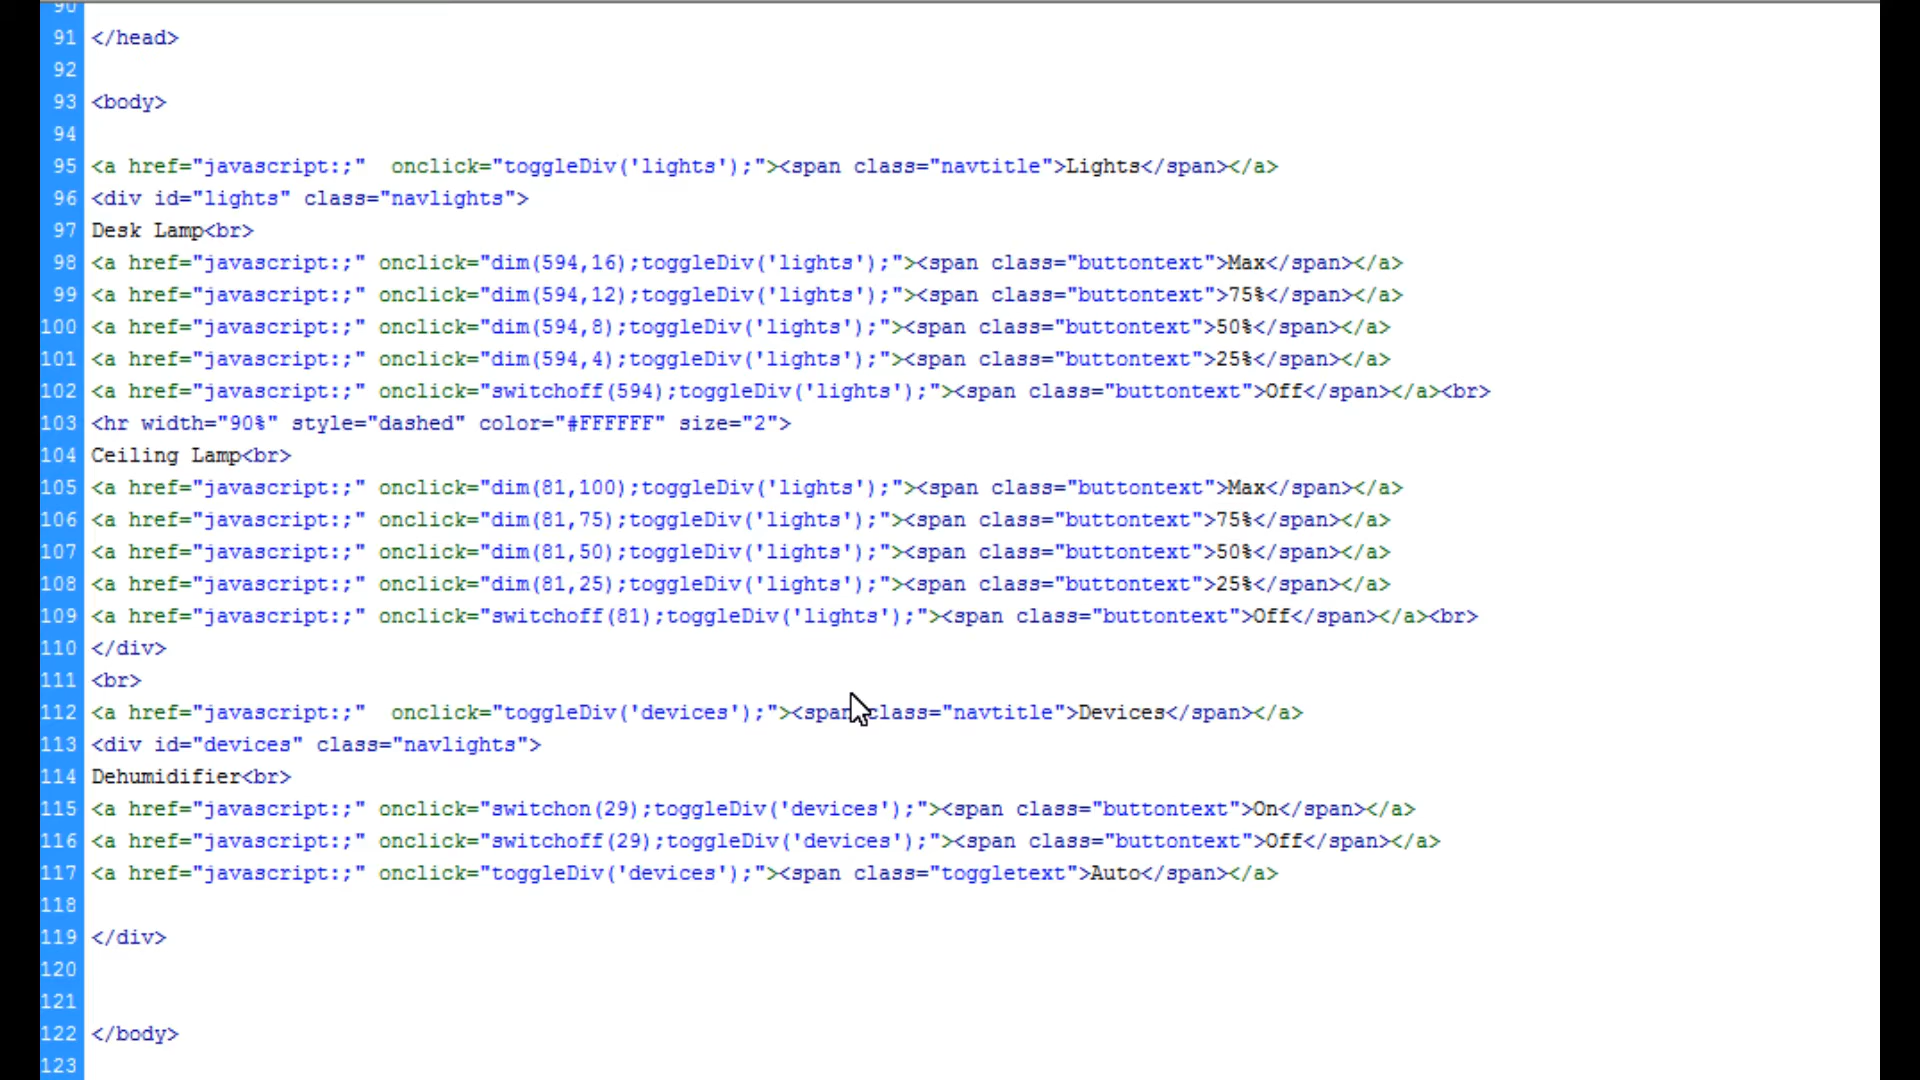 90
91 </head>
92
93 <body>
94
95 <a href="javascript:;"  onclick="toggleDiv('lights');"><span class="navtitle">Lights</span></a>
96 <div id="lights" class="navlights">
97 Desk Lamp<br>
98 <a href="javascript:;" onclick="dim(594,16);toggleDiv('lights');"><span class="buttontext">Max</span></a>
99 <a href="javascript:;" onclick="dim(594,12);toggleDiv('lights');"><span class="buttontext">75%</span></a>
100 <a href="javascript:;" onclick="dim(594,8);toggleDiv('lights');"><span class="buttontext">50%</span></a>
101 <a href="javascript:;" onclick="dim(594,4);toggleDiv('lights');"><span class="buttontext">25%</span></a>
102 <a href="javascript:;" onclick="switchoff(594);toggleDiv('lights');"><span class="buttontext">Off</span></a><br>
103 <hr width="90%" style="dashed" color="#FFFFFF" size="2">
104 Ceiling Lamp<br>
105 <a href="javascript:;" onclick="dim(81,100);toggleDiv('lights');"><span class="buttontext">Max</span></a>
106 <a href="javascript:;" onclick="dim(81,75);toggleDiv('lights');"><span class="buttontext">75%</span></a>
107 <a href="javascript:;" onclick="dim(81,50);toggleDiv('lights');"><span class="buttontext">50%</span></a>
108 <a href="javascript:;" onclick="dim(81,25);toggleDiv('lights');"><span class="buttontext">25%</span></a>
109 <a href="javascript:;" onclick="switchoff(81);toggleDiv('lights');"><span class="buttontext">Off</span></a><br>
110 </div>
111 <br>
112 <a href="javascript:;"  onclick="toggleDiv('devices');"><span class="navtitle">Devices</span></a>
113 <div id="devices" class="navlights">
114 Dehumidifier<br>
115 <a href="javascript:;" onclick="switchon(29);toggleDiv('devices');"><span class="buttontext">On</span></a>
116 <a href="javascript:;" onclick="switchoff(29);toggleDiv('devices');"><span class="buttontext">Off</span></a>
117 <a href="javascript:;" onclick="toggleDiv('devices');"><span class="toggletext">Auto</span></a>
118
119 </div>
120
121
122 </body>
123